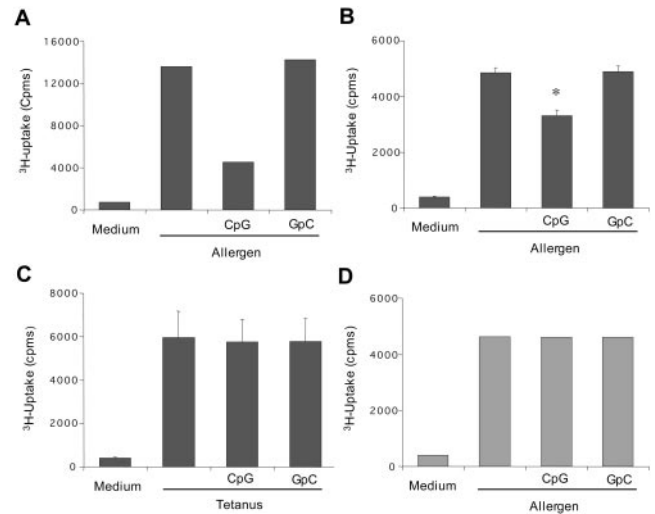 A
³H-uptake (Cpms)
16000
12000
8000
4000
0
Medium
CpG
GpC
Allergen
B
³H-Uptake (cpms)
6000
4000
2000
0
*
Medium
CpG
GpC
Allergen
C
³H-Uptake (cpms)
8000
6000
4000
2000
0
Medium
CpG
GpC
Tetanus
D
³H-Uptake (cpms)
6000
4000
2000
0
Medium
CpG
GpC
Allergen